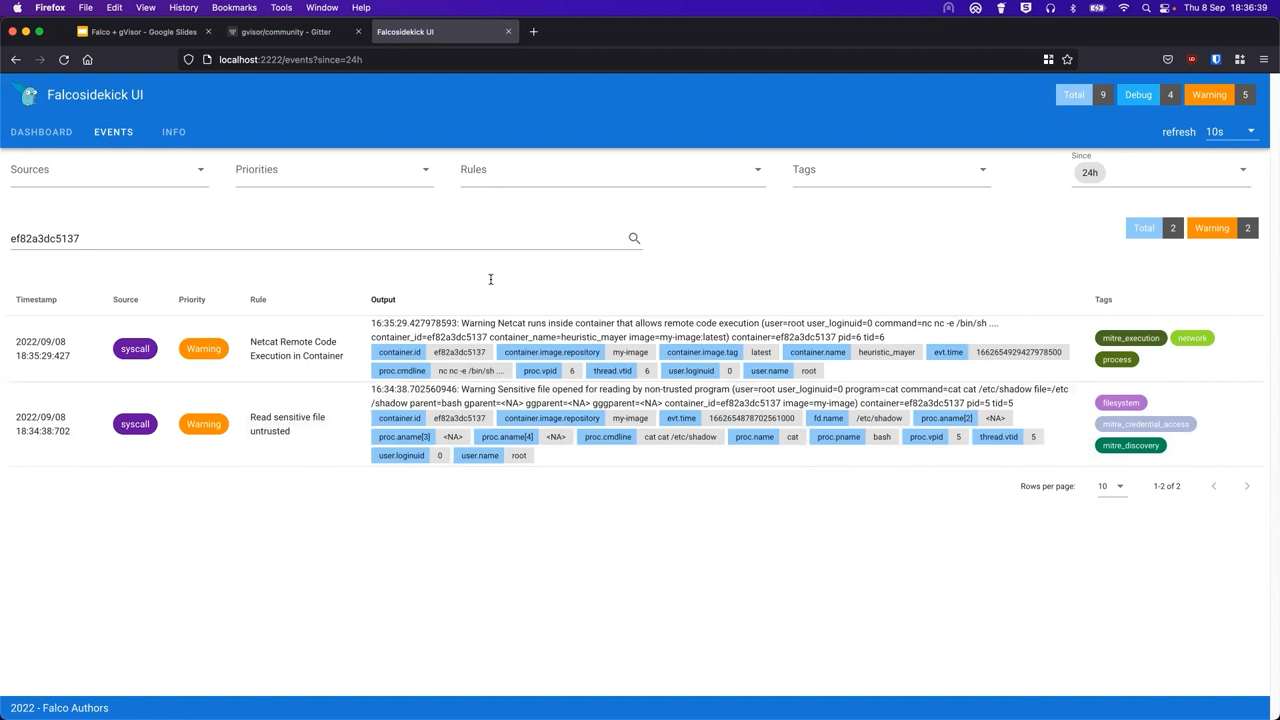 Firefox File Edit View History Bookmarks Tools Window Help Thu 8 Sep 18:36:39
Falco + gVisor - Google Slides gvisor/community - Gitter Falcosidekick UI
localhost:2222/events?since=24h
Falcosidekick UI Total 9 Debug 4 Warning 5
DASHBOARD EVENTS INFO refresh 10s
Since
Sources Priorities Rules Tags 24h
Total 2 Warning 2
ef82a3dc5137
Timestamp Source Priority Rule Output Tags
2022/09/08
18:35:29.427
syscall
Warning
Netcat Remote Code
Execution in Container
16:35:29.427978593: Warning Netcat runs inside container that allows remote code execution (user=root user_loginuid=0 command=nc nc -e /bin/sh ....
container_id=ef82a3dc5137 container_name=heuristic_mayer image=my-image:latest) container=ef82a3dc5137 pid=6 tid=6
container.id ef82a3dc5137 container.image.repository my-image container.image.tag latest container.name heuristic_mayer evt.time 1662654929427978500
proc.cmdline nc nc -e /bin/sh .... proc.vpid 6 thread.vtid 6 user.loginuid 0 user.name root
mitre_execution network
process
2022/09/08
18:34:38.702
syscall
Warning
Read sensitive file
untrusted
16:34:38.702560946: Warning Sensitive file opened for reading by non-trusted program (user=root user_loginuid=0 program=cat command=cat cat /etc/shadow file=/etc
/shadow parent=bash gparent=<NA> ggparent=<NA> gggparent=<NA> container_id=ef82a3dc5137 image=my-image) container=ef82a3dc5137 pid=5 tid=5
container.id ef82a3dc5137 container.image.repository my-image evt.time 1662654878702561000 fd.name /etc/shadow proc.aname[2] <NA>
proc.aname[3] <NA> proc.aname[4] <NA> proc.cmdline cat cat /etc/shadow proc.name cat proc.pname bash proc.vpid 5 thread.vtid 5
user.loginuid 0 user.name root
filesystem
mitre_credential_access
mitre_discovery
Rows per page: 10 1-2 of 2
2022 - Falco Authors